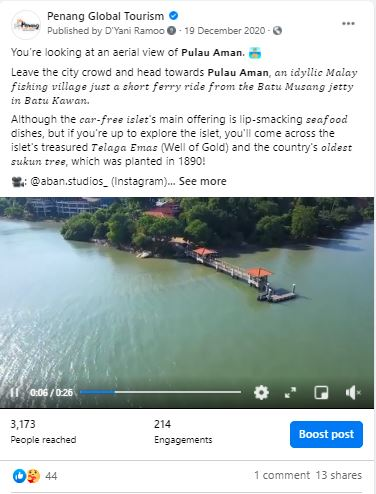 Penang Global Tourism
Published by D'Yani Ramoo · 19 December 2020 ·
You're looking at an aerial view of Pulau Aman.
Leave the city crowd and head towards Pulau Aman, an idyllic Malay
fishing village just a short ferry ride from the Batu Musang jetty
in Batu Kawan.
Although the car-free islet's main offering is lip-smacking seafood
dishes, but if you're up to explore the islet, you'll come across the
islet's treasured Telaga Emas (Well of Gold) and the country's oldest
sukun tree, which was planted in 1890!
: @aban.studios_ (Instagram)... See more
0:06 / 0:26
3,173 214
People reached Engagements
Boost post
44 1 comment 13 shares